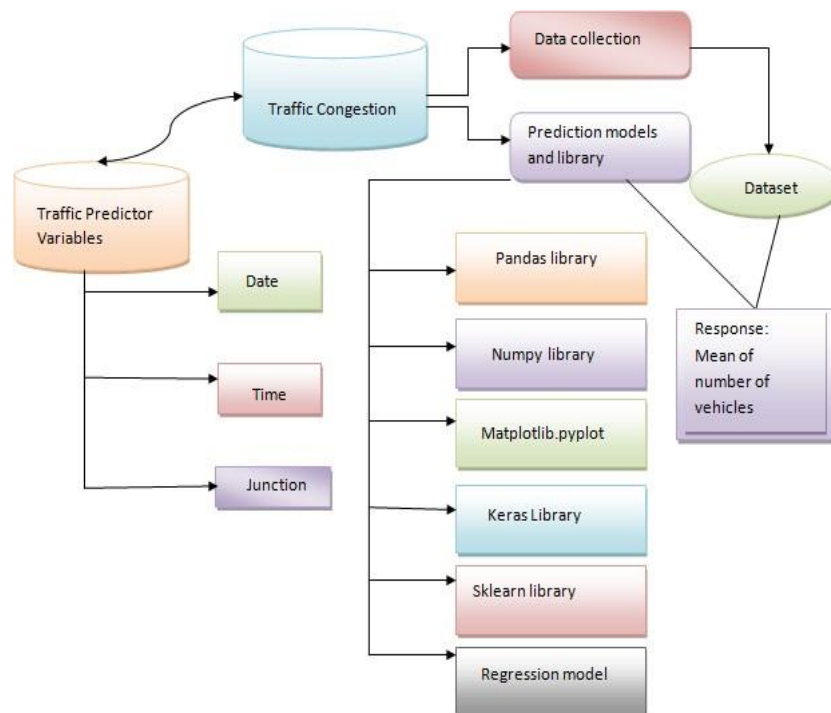 Data collection
Traffic Congestion
Prediction models
and library
Dataset
Traffic Predictor
Variables
Date
Time
Junction
Pandas library
Numpy library
Matplotlib.pyplot
Keras Library
Sklearn library
Regression model
Response:
Mean of
number of
vehicles